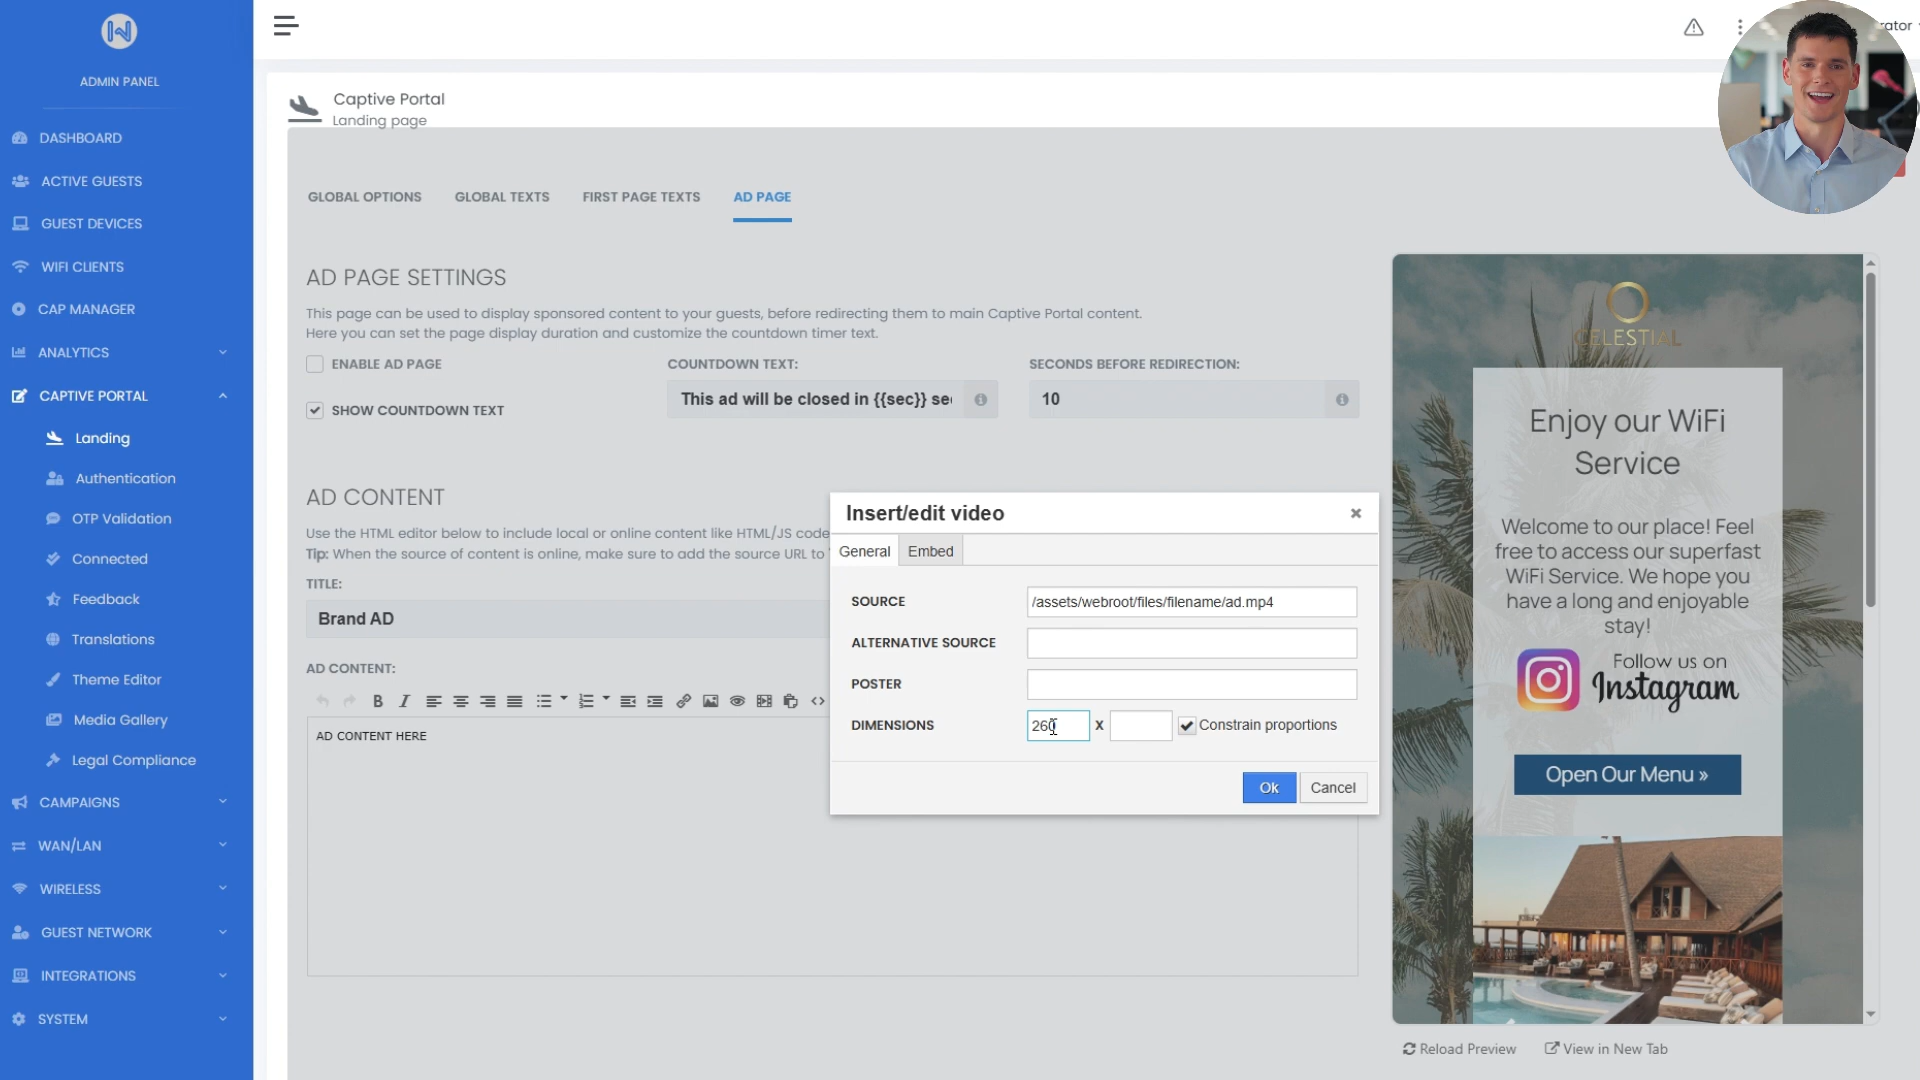 ADMIN PANEL
DASHBOARD
ACTIVE GUESTS
GUEST DEVICES
WIFI CLIENTS
CAP MANAGER
ANALYTICS
CAPTIVE PORTAL
Landing
Authentication
OTP Validation
Connected
Feedback
Translations
Theme Editor
Media Gallery
Legal Compliance
CAMPAIGNS
WAN/LAN
WIRELESS
GUEST NETWORK
INTEGRATIONS
SYSTEM
rator
Captive Portal
Landing page
GLOBAL OPTIONS
GLOBAL TEXTS
FIRST PAGE TEXTS
AD PAGE
AD PAGE SETTINGS
This page can be used to display sponsored content to your guests, before redirecting them to main Captive Portal content.
Here you can set the page display duration and customize the countdown timer text.
ENABLE AD PAGE
COUNTDOWN TEXT:
SECONDS BEFORE REDIRECTION:
This ad will be closed in {{sec}} se
10
SHOW COUNTDOWN TEXT
AD CONTENT
Use the HTML editor below to include local or online content like HTML/JS code
Tip: When the source of content is online, make sure to add the source URL to
TITLE:
Brand AD
AD CONTENT:
AD CONTENT HERE
Insert/edit video
General
Embed
SOURCE
/assets/webroot/files/filename/ad.mp4
ALTERNATIVE SOURCE
POSTER
DIMENSIONS
260
x
Constrain proportions
Ok
Cancel
CELESTIAL
Enjoy our WiFi
Service
Welcome to our place! Feel
free to access our superfast
WiFi Service. We hope you
have a long and enjoyable
stay!
Follow us on
Instagram
Open Our Menu »
Reload Preview
View in New Tab